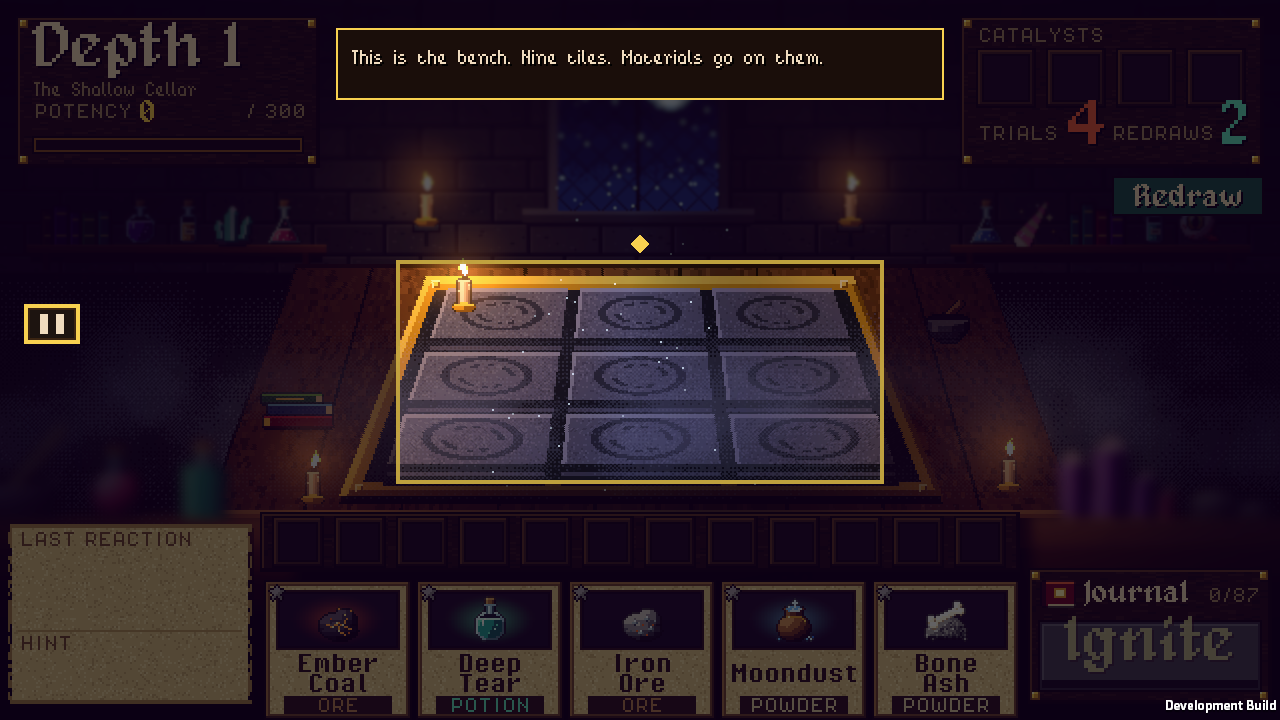 Depth 1
The Shallow Cellar
POTENCY 0 / 300
This is the bench. Nine tiles. Materials go on them.
CATALYSTS
TRIALS 4 REDRAWS 2
Redraw
LAST REACTION
HINT
Ember
Coal
ORE
Deep
Tear
POTION
Iron
Ore
ORE
Moondust
POWDER
Bone
Ash
POWDER
Journal 0/87
Ignite
Development Build